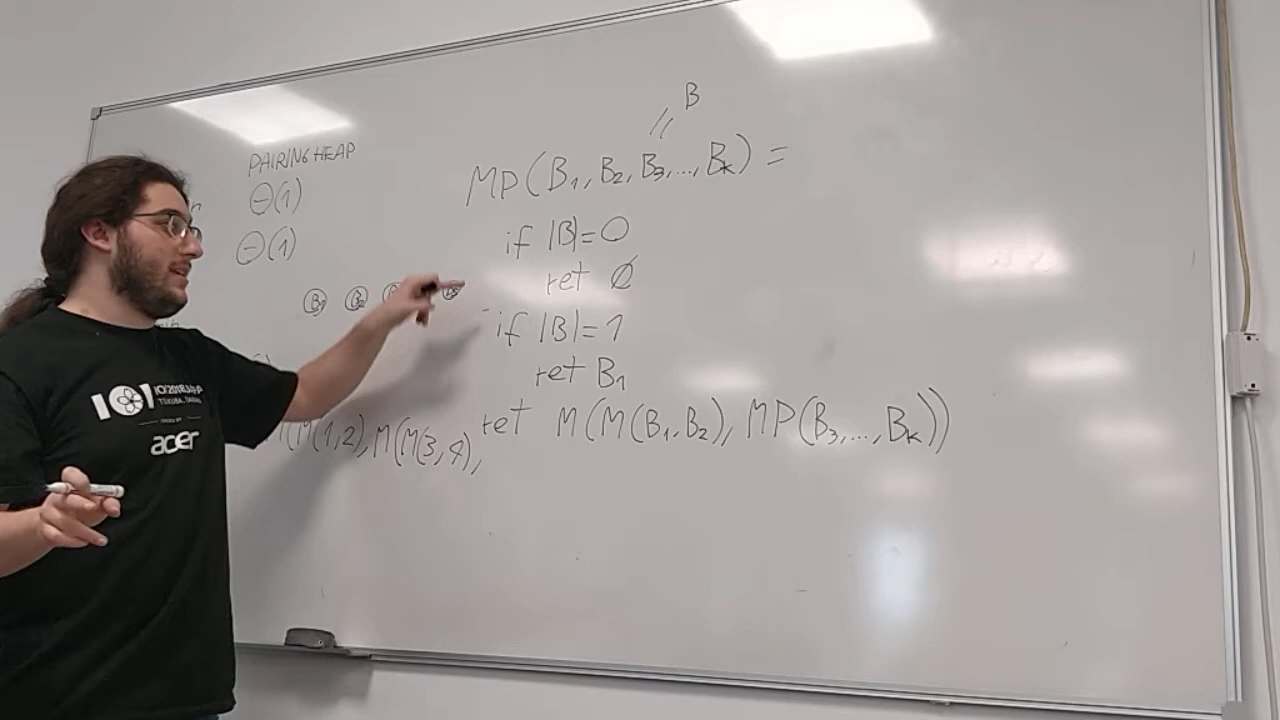 PAIRING HEAP
Θ(1)
Θ(1)
B₁ B₂
M(1,2), M(M(3,4),
B
MP(B₁, B₂, B₃, ..., Bₖ) =
if |B|=0
ret ∅
if |B|=1
ret B₁
ret M(M(B₁,B₂), MP(B₃,...,Bₖ))
IOI
acer